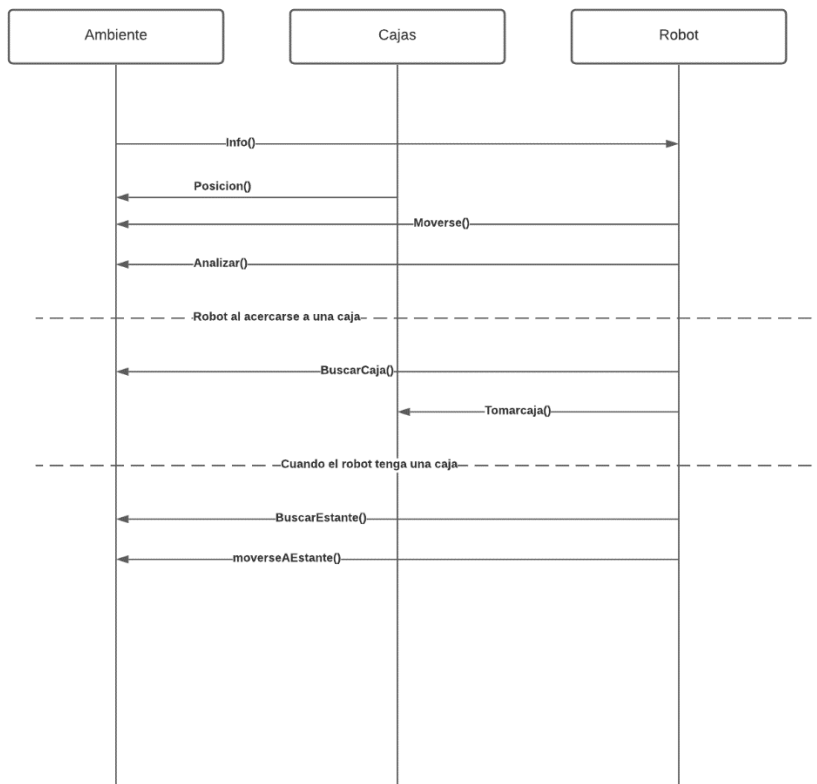 Ambiente
Cajas
Robot
Info()
Posicion()
Moverse()
Analizar()
Robot al acercarse a una caja
BuscarCaja()
Tomarcaja()
Cuando el robot tenga una caja
BuscarEstante()
moverseAEstante()